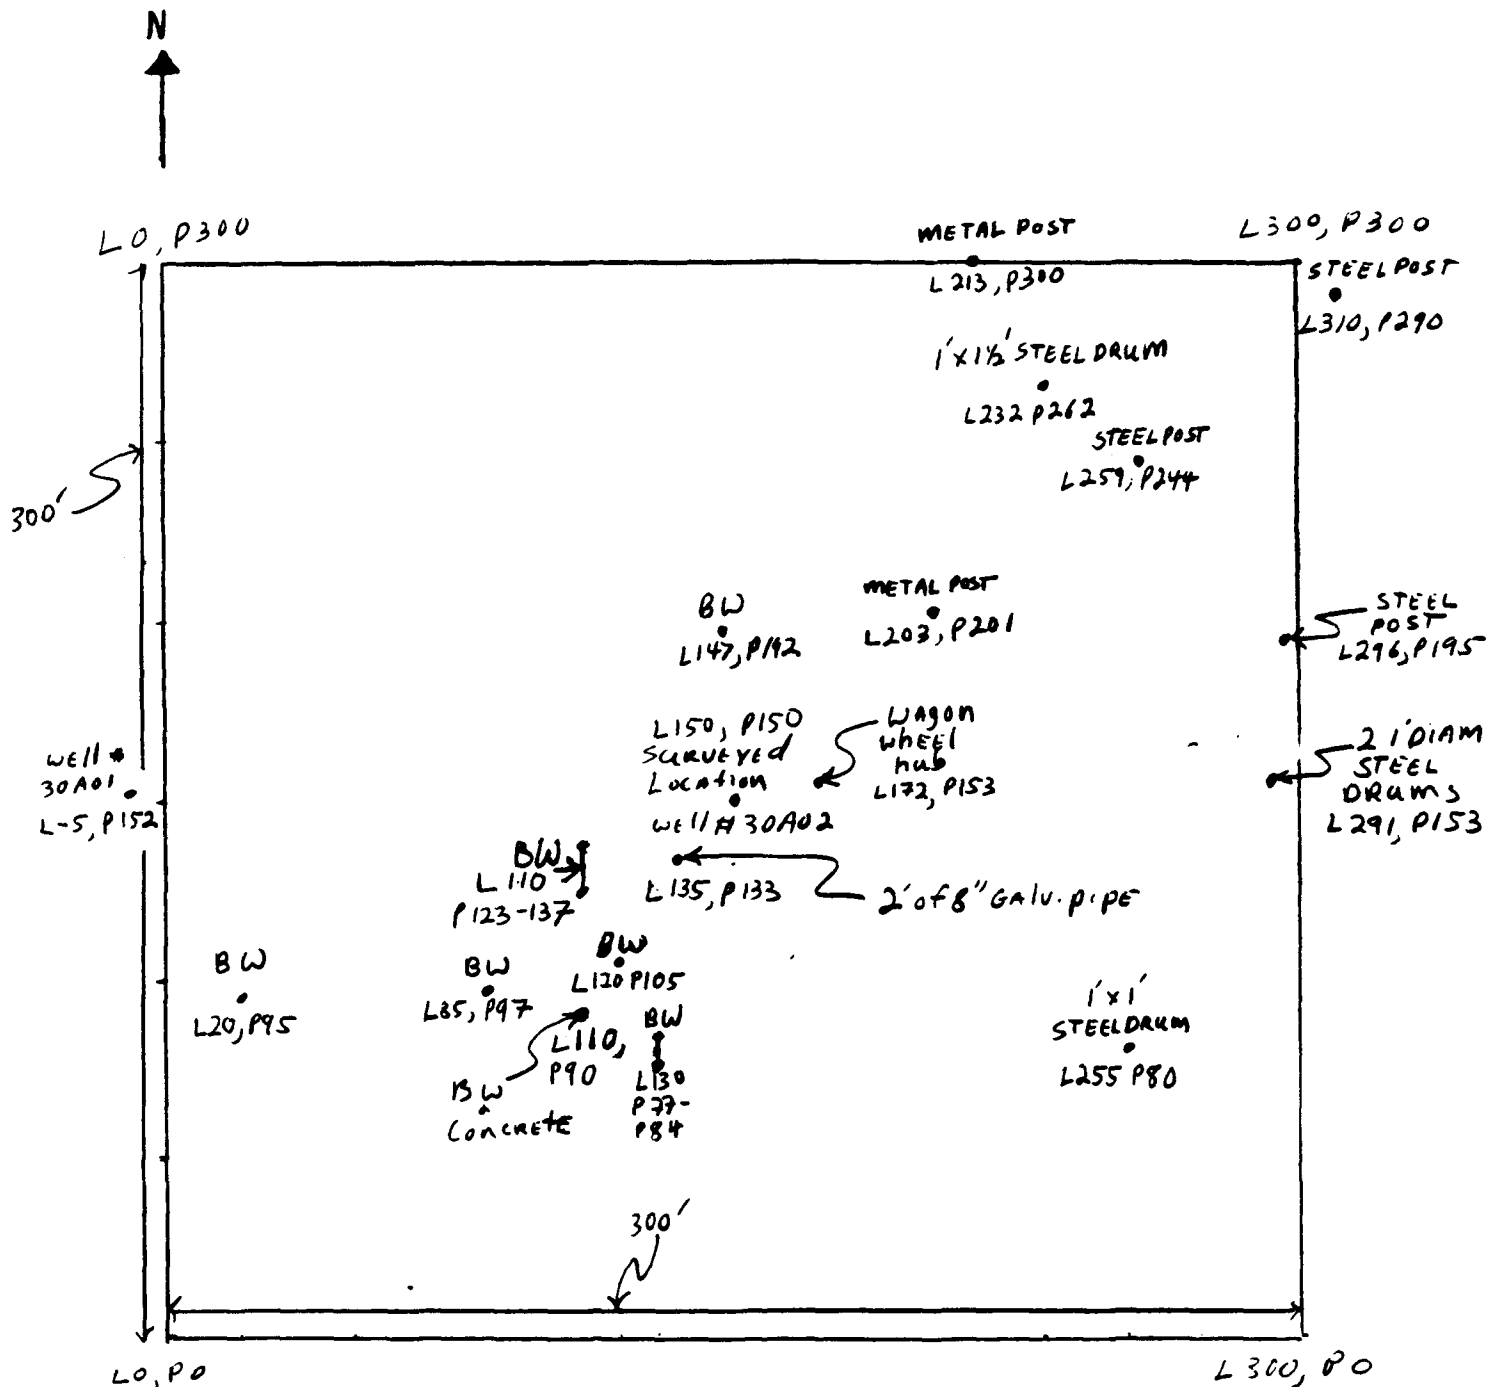 N
L0, P300
METAL POST
L300, P300
L213, P300
STEEL POST
L310, P290
1' x 1½' STEEL DRUM
L232 P262
STEEL POST
L259, P244
300'
METAL POST
L203, P201
BW
L147, P192
STEEL
POST
L296, P195
L150, P150
SURVEYED
LOCATION
WELL # 30A02
WAGON
WHEEL
HUB
L172, P153
2 1' DIAM
STEEL
DRUMS
L291, P153
WELL #
30A01
L-5, P152
BW
L110
P123-137
L135, P133
2' of 8" GALV. PIPE
BW
L20, P95
BW
L85, P97
BW
L120 P105
L110,
P90
BW
CONCRETE
BW
L130
P77-
P84
1' x 1'
STEEL DRUM
L255 P80
300'
L0, P0
L300, P0